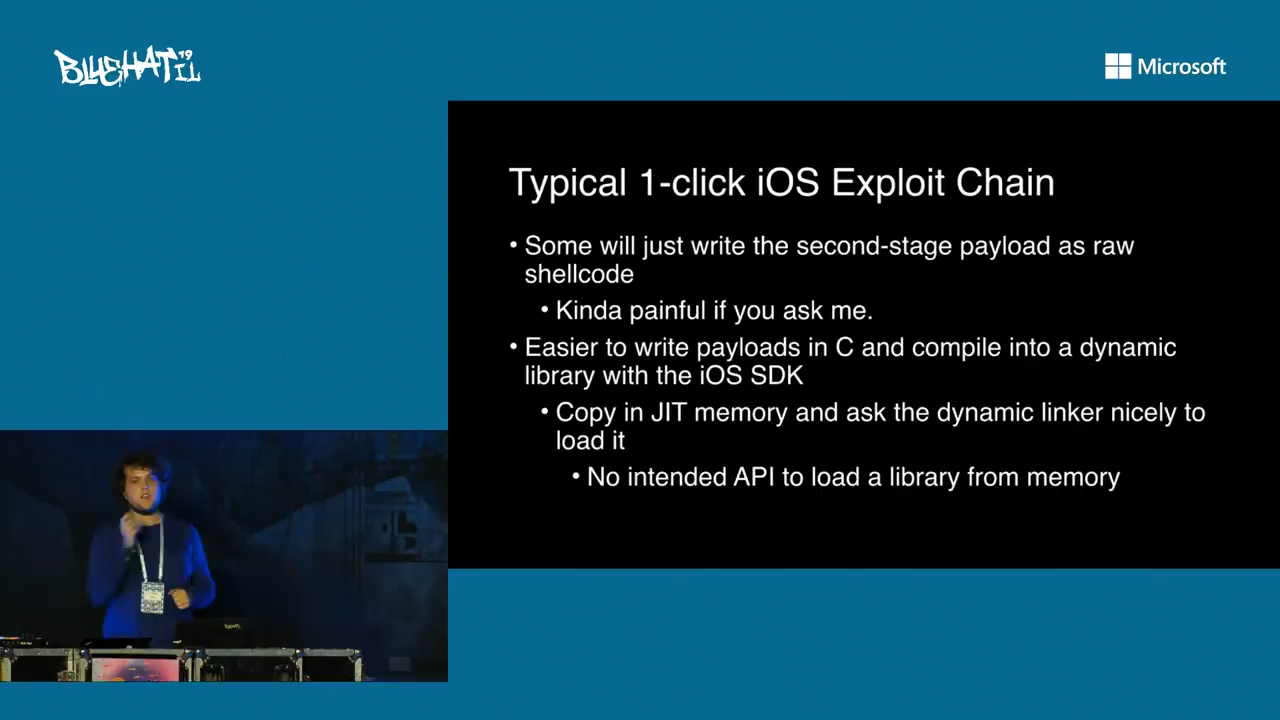 BLUEHAT IL 19
Microsoft
Typical 1-click iOS Exploit Chain
• Some will just write the second-stage payload as raw
shellcode
• Kinda painful if you ask me.
• Easier to write payloads in C and compile into a dynamic
library with the iOS SDK
• Copy in JIT memory and ask the dynamic linker nicely to
load it
• No intended API to load a library from memory